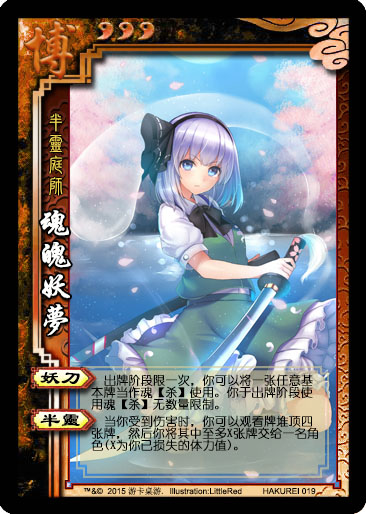 博
半靈庭師
魂魄妖夢
妖刀
出牌阶段限一次,你可以将一张任意基
本牌当作魂【杀】使用。你于出牌阶段使
用魂【杀】无数量限制。
半靈
当你受到伤害时,你可以观看牌堆顶四
张牌,然后你将其中至多X张牌交给一名角
色(X为你已损失的体力值)。
™&© 2015 游卡桌游. Illustration:LittleRed HAKUREI 019